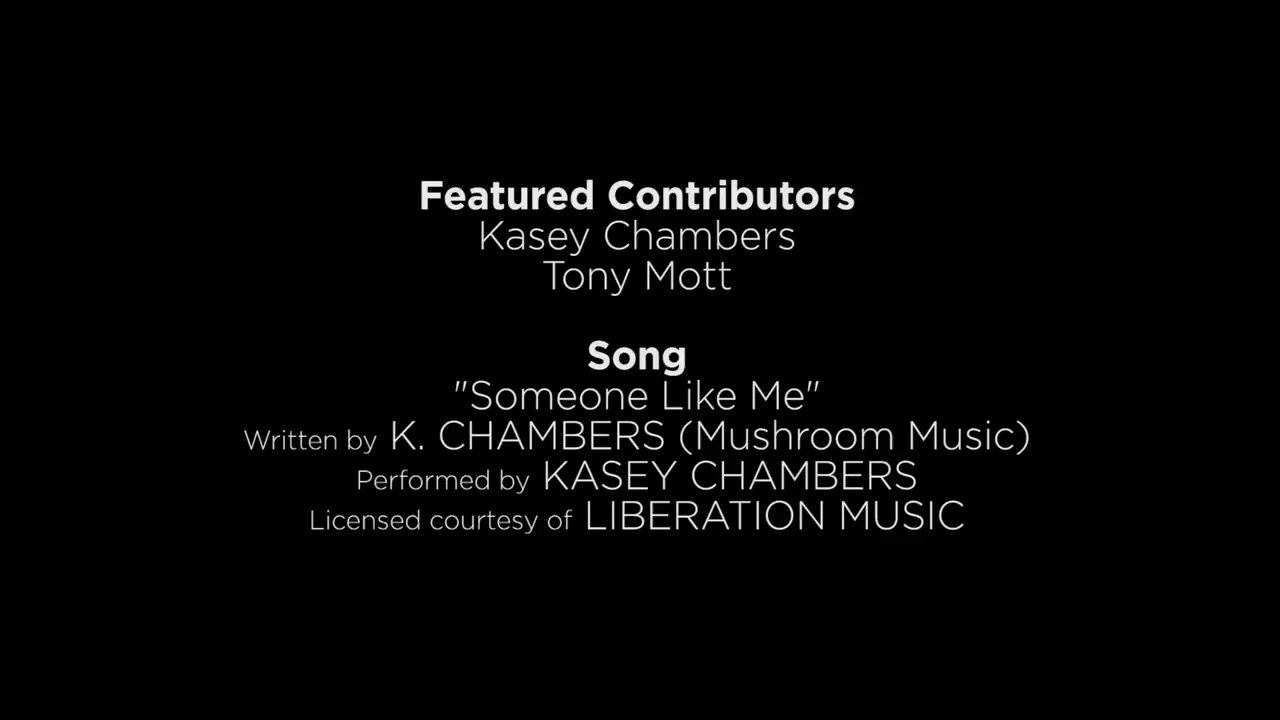 Featured Contributors
Kasey Chambers
Tony Mott
Song
"Someone Like Me"
Written by K. CHAMBERS (Mushroom Music)
Performed by KASEY CHAMBERS
Licensed courtesy of LIBERATION MUSIC